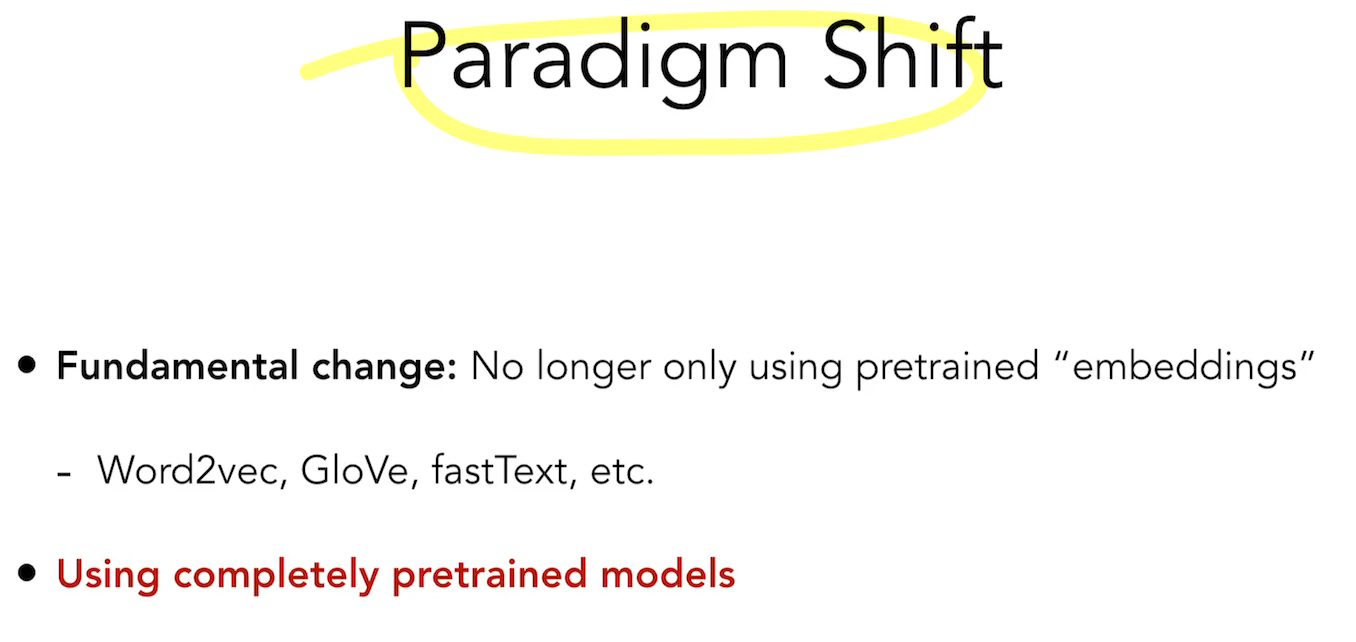 Paradigm Shift
• Fundamental change: No longer only using pretrained “embeddings”
- Word2vec, GloVe, fastText, etc.
• Using completely pretrained models